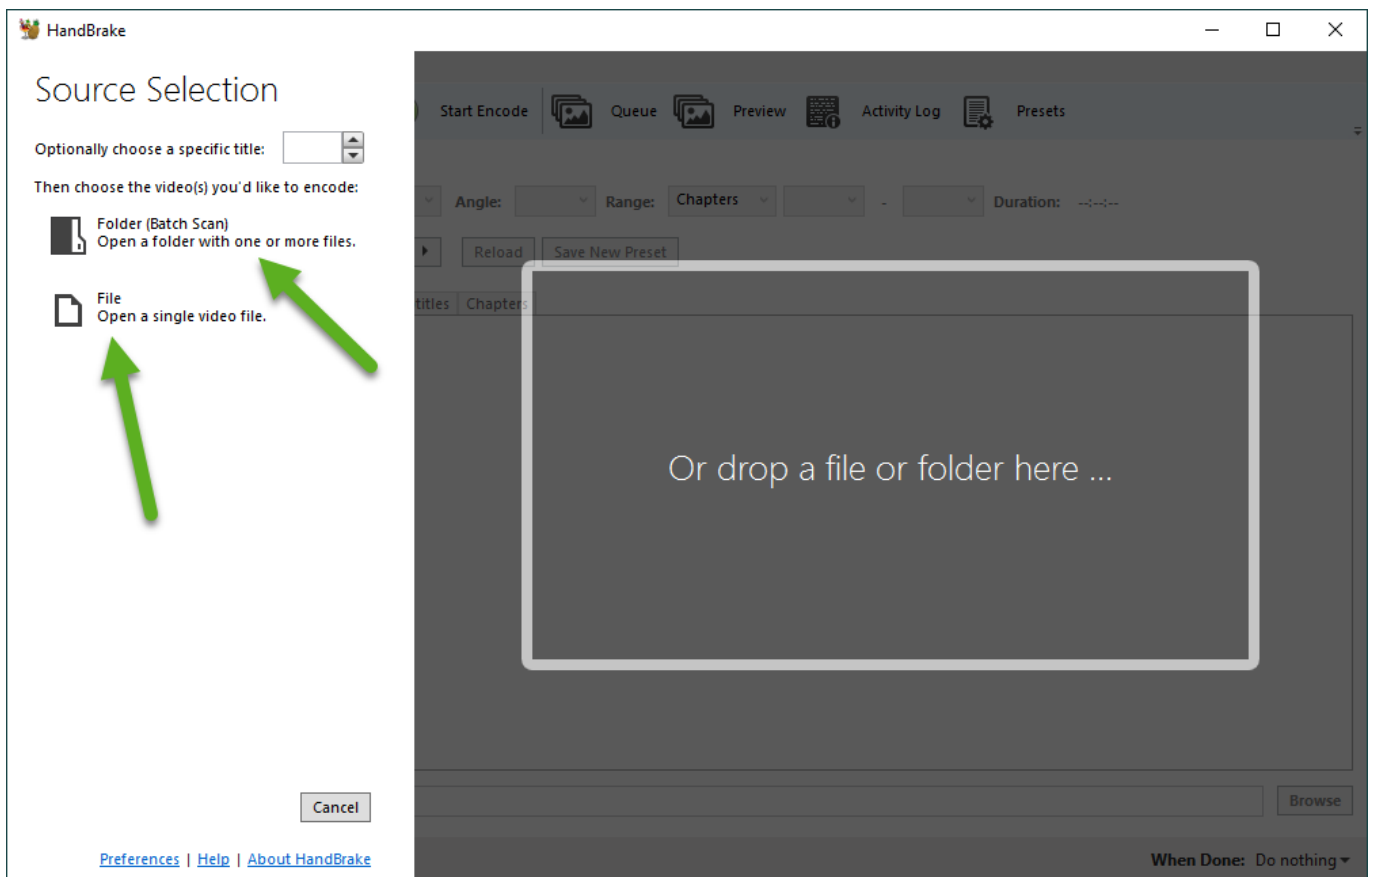 HandBrake
Source Selection
Optionally choose a specific title:
Then choose the video(s) you'd like to encode:
Folder (Batch Scan)
Open a folder with one or more files.
File
Open a single video file.
Cancel
Preferences | Help | About HandBrake
Start Encode Queue Preview Activity Log Presets
Angle: Range: Chapters - Duration: --:--:--
Reload Save New Preset
titles Chapters
Or drop a file or folder here ...
Browse
When Done: Do nothing